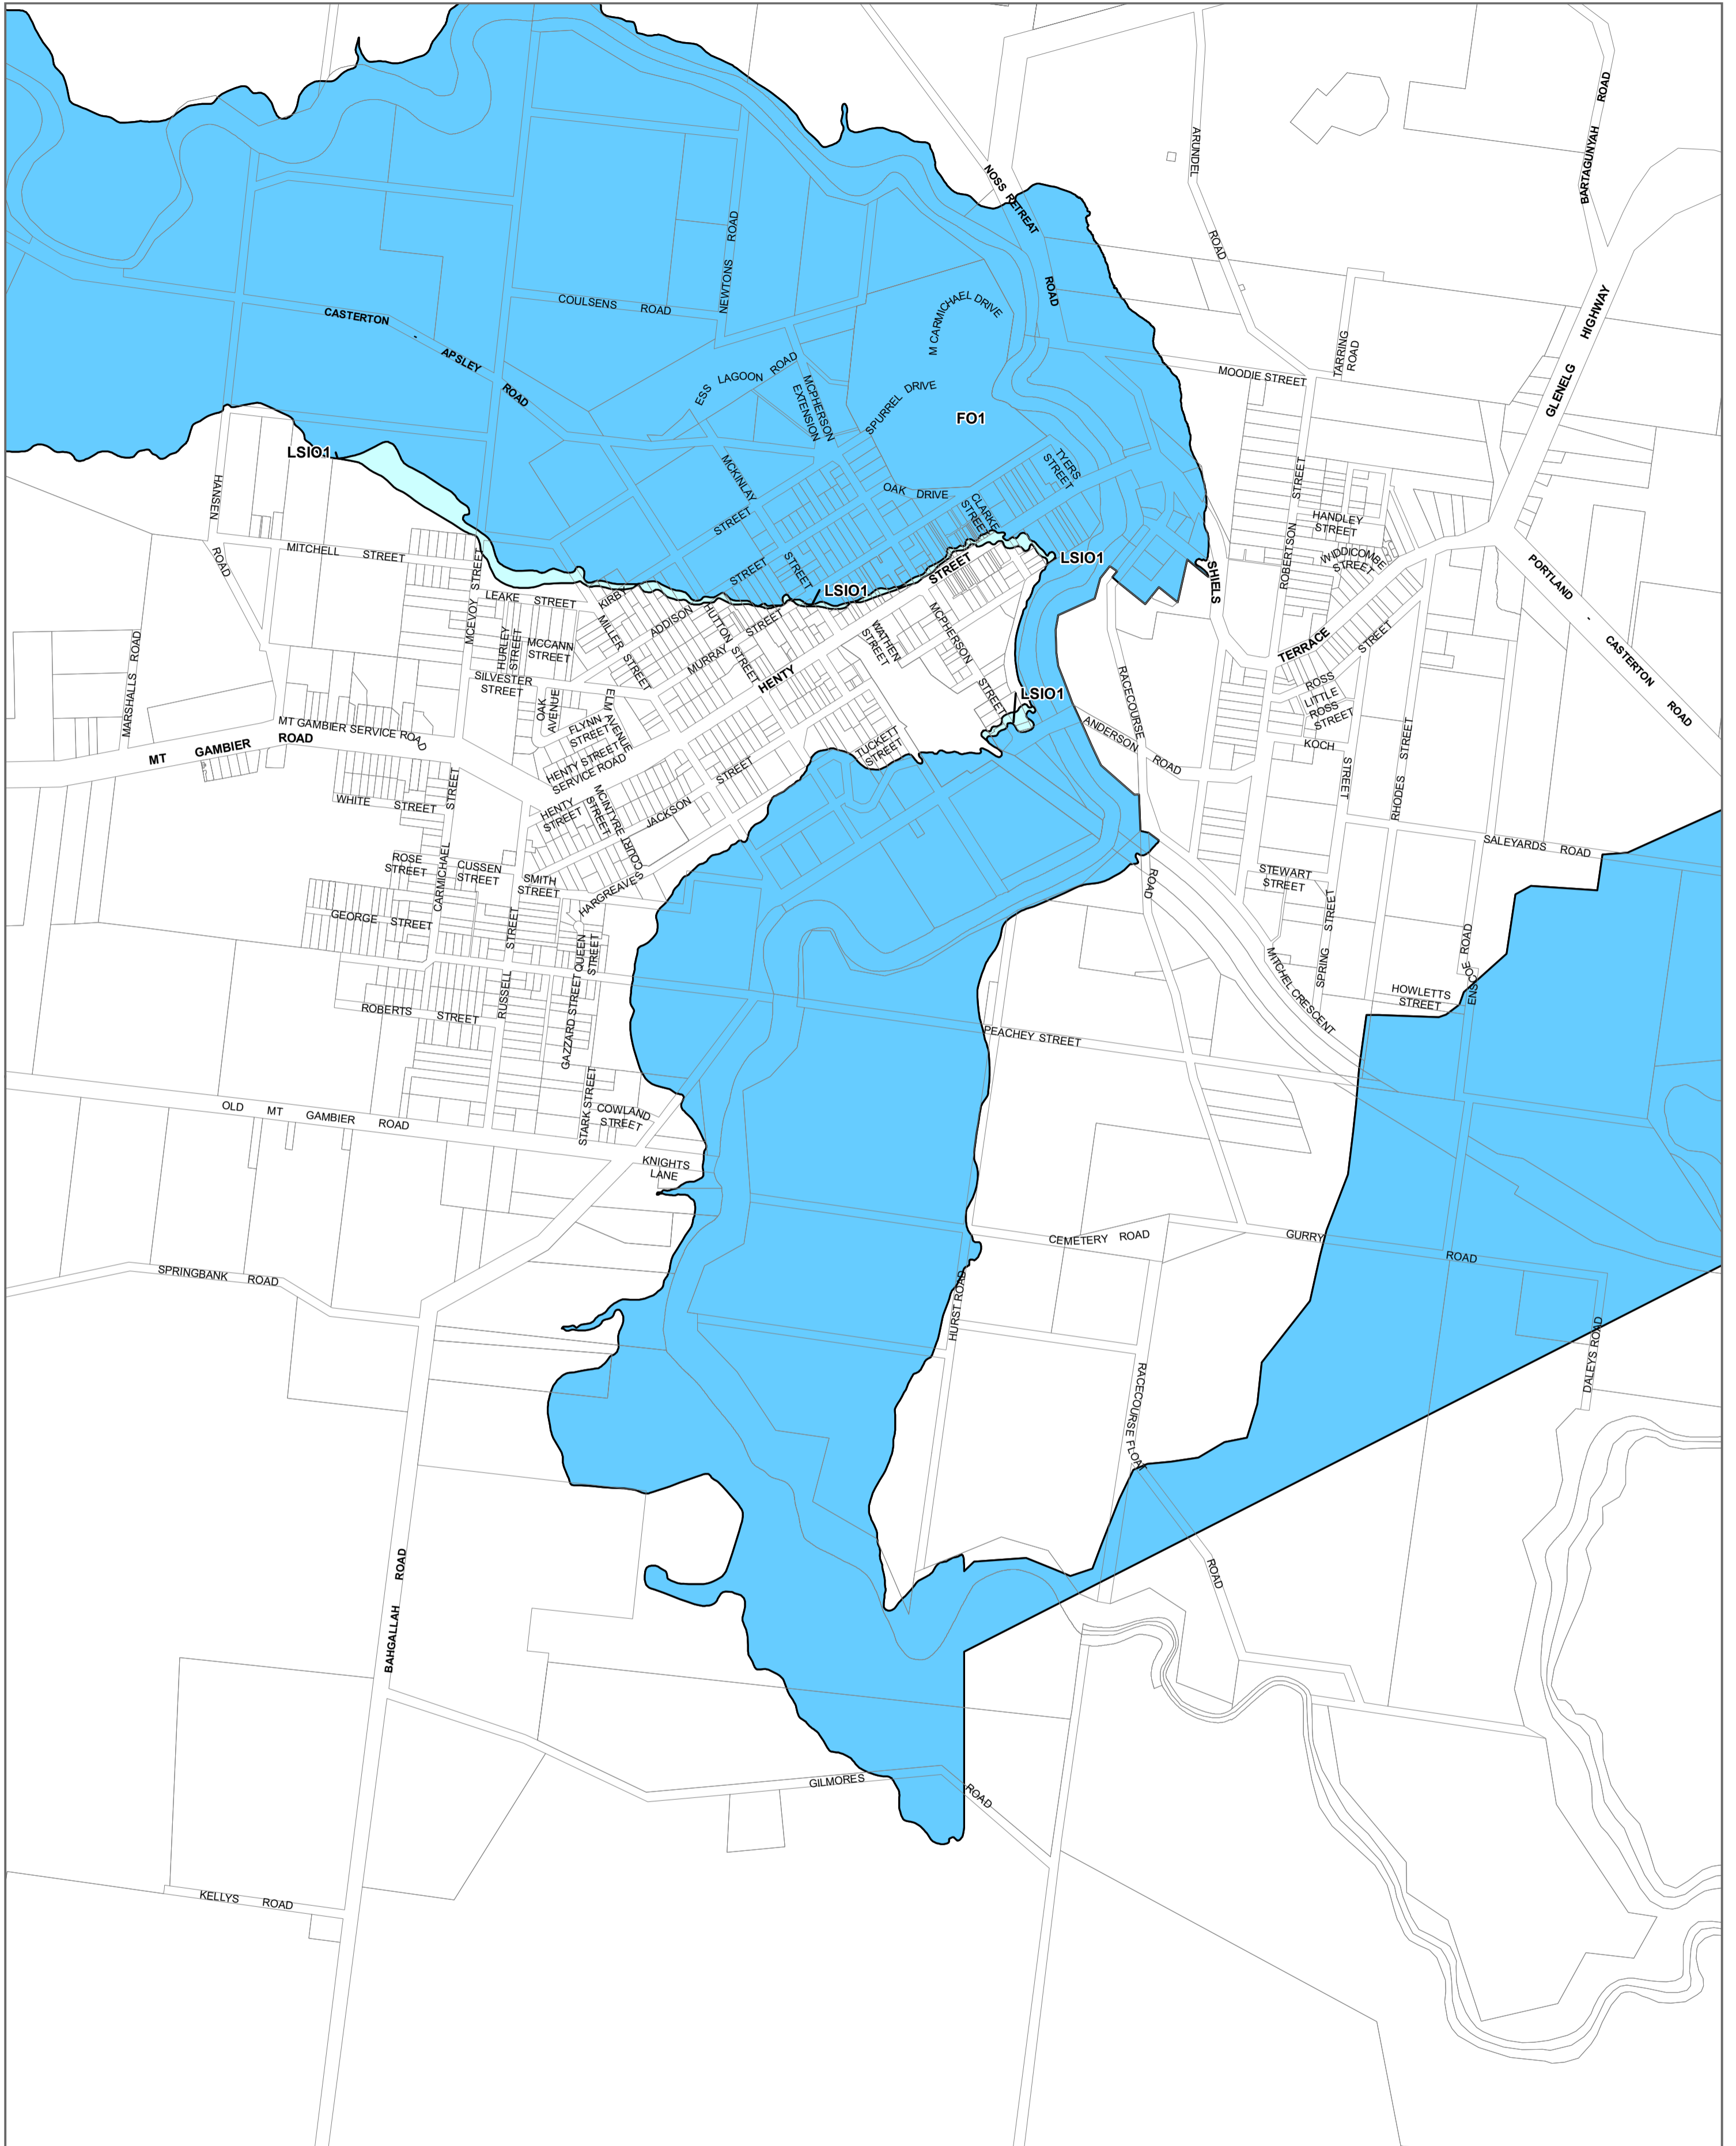 BARTAGUNYAH ROAD
ARUNDEL
ROAD
NOSS RETREAT
ROAD
NEWTONS ROAD
COULSENS ROAD
M CARMICHAEL DRIVE
GLENELG HIGHWAY
CASTERTON
-
APSLEY
ROAD
TARRING
ROAD
MOODIE STREET
ESS LAGOON ROAD
MCPHERSON
EXTENSION
SPURREL DRIVE
FO1
LSIO1
HANSEN
ROAD
MCKINLAY
STREET
OAK DRIVE
TYERS
STREET
CLARKE
STREET
STREET
HANDLEY
STREET
WIDDICOMBE
STREET
ROBERTSON
MITCHELL STREET
STREET
STREET
STREET
LSIO1
LSIO1
SHIELS
PORTLAND
-
CASTERTON
ROAD
MCEVOY STREET
LEAKE STREET
KIRBY
ADDISON
HUTTON
STREET
MILLER
STREET
HURLEY
STREET
MCCANN
STREET
MURRAY
STREET
WATHEN
STREET
MCPHERSON
STREET
TERRACE
STREET
ROSS
LITTLE
ROSS
STREET
MARSHALLS ROAD
SILVESTER
STREET
OAK
AVENUE
ELM AVENUE
HENTY
LSIO1
RACECOURSE
ANDERSON
ROAD
KOCH
STREET
RHODES STREET
MT GAMBIER SERVICE ROAD
MT GAMBIER ROAD
FLYNN
STREET
HENTY STREET
SERVICE ROAD
TUCKETT
STREET
STREET
WHITE STREET
STREET
HENTY
STREET
MCINTYRE
STREET
JACKSON
COURT
SALEYARDS ROAD
ROSE
STREET
CARMICHAEL
CUSSEN
STREET
SMITH
STREET
HARGREAVES
STEWART
STREET
ROAD
GEORGE STREET
STREET
QUEEN
STREET
MITCHEL CRESCENT
SPRING STREET
ENSCOE ROAD
RUSSELL
HOWLETTS
STREET
ROBERTS STREET
GAZZARD STREET
PEACHEY STREET
OLD MT GAMBIER ROAD
STARK STREET
COWLAND
STREET
KNIGHTS
LANE
CEMETERY ROAD
GURRY
ROAD
SPRINGBANK ROAD
HURST ROAD
DALEYS ROAD
RACECOURSE FLOAT
ROAD
BAHGALLAH ROAD
GILMORES
ROAD
KELLYS ROAD